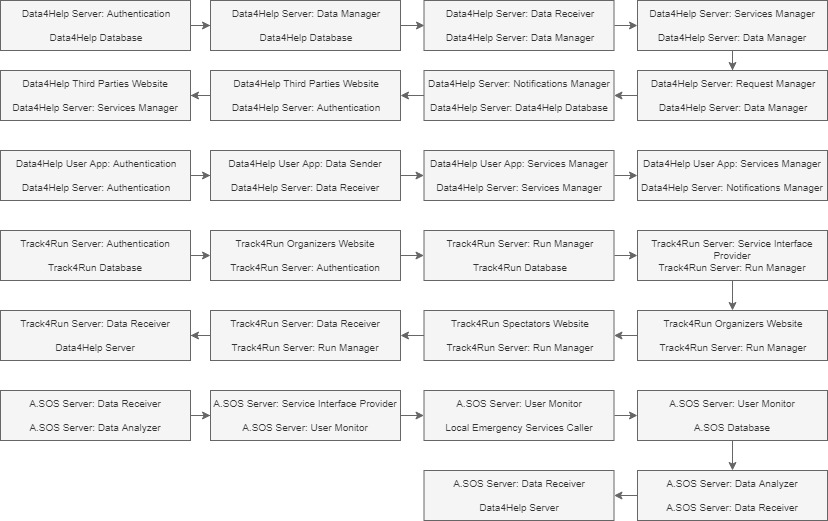 Data4Help Server: Authentication
Data4Help Database
Data4Help Server: Data Manager
Data4Help Database
Data4Help Server: Data Receiver
Data4Help Server: Data Manager
Data4Help Server: Services Manager
Data4Help Server: Data Manager
Data4Help Third Parties Website
Data4Help Server: Services Manager
Data4Help Third Parties Website
Data4Help Server: Authentication
Data4Help Server: Notifications Manager
Data4Help Server: Data4Help Database
Data4Help Server: Request Manager
Data4Help Server: Data Manager
Data4Help User App: Authentication
Data4Help Server: Authentication
Data4Help User App: Data Sender
Data4Help Server: Data Receiver
Data4Help User App: Services Manager
Data4Help Server: Services Manager
Data4Help User App: Services Manager
Data4Help Server: Notifications Manager
Track4Run Server: Authentication
Track4Run Database
Track4Run Organizers Website
Track4Run Server: Authentication
Track4Run Server: Run Manager
Track4Run Database
Track4Run Server: Service Interface
Provider
Track4Run Server: Run Manager
Track4Run Server: Data Receiver
Data4Help Server
Track4Run Server: Data Receiver
Track4Run Server: Run Manager
Track4Run Spectators Website
Track4Run Server: Run Manager
Track4Run Organizers Website
Track4Run Server: Run Manager
A.SOS Server: Data Receiver
A.SOS Server: Data Analyzer
A.SOS Server: Service Interface Provider
A.SOS Server: User Monitor
A.SOS Server: User Monitor
Local Emergency Services Caller
A.SOS Server: User Monitor
A.SOS Database
A.SOS Server: Data Receiver
Data4Help Server
A.SOS Server: Data Analyzer
A.SOS Server: Data Receiver